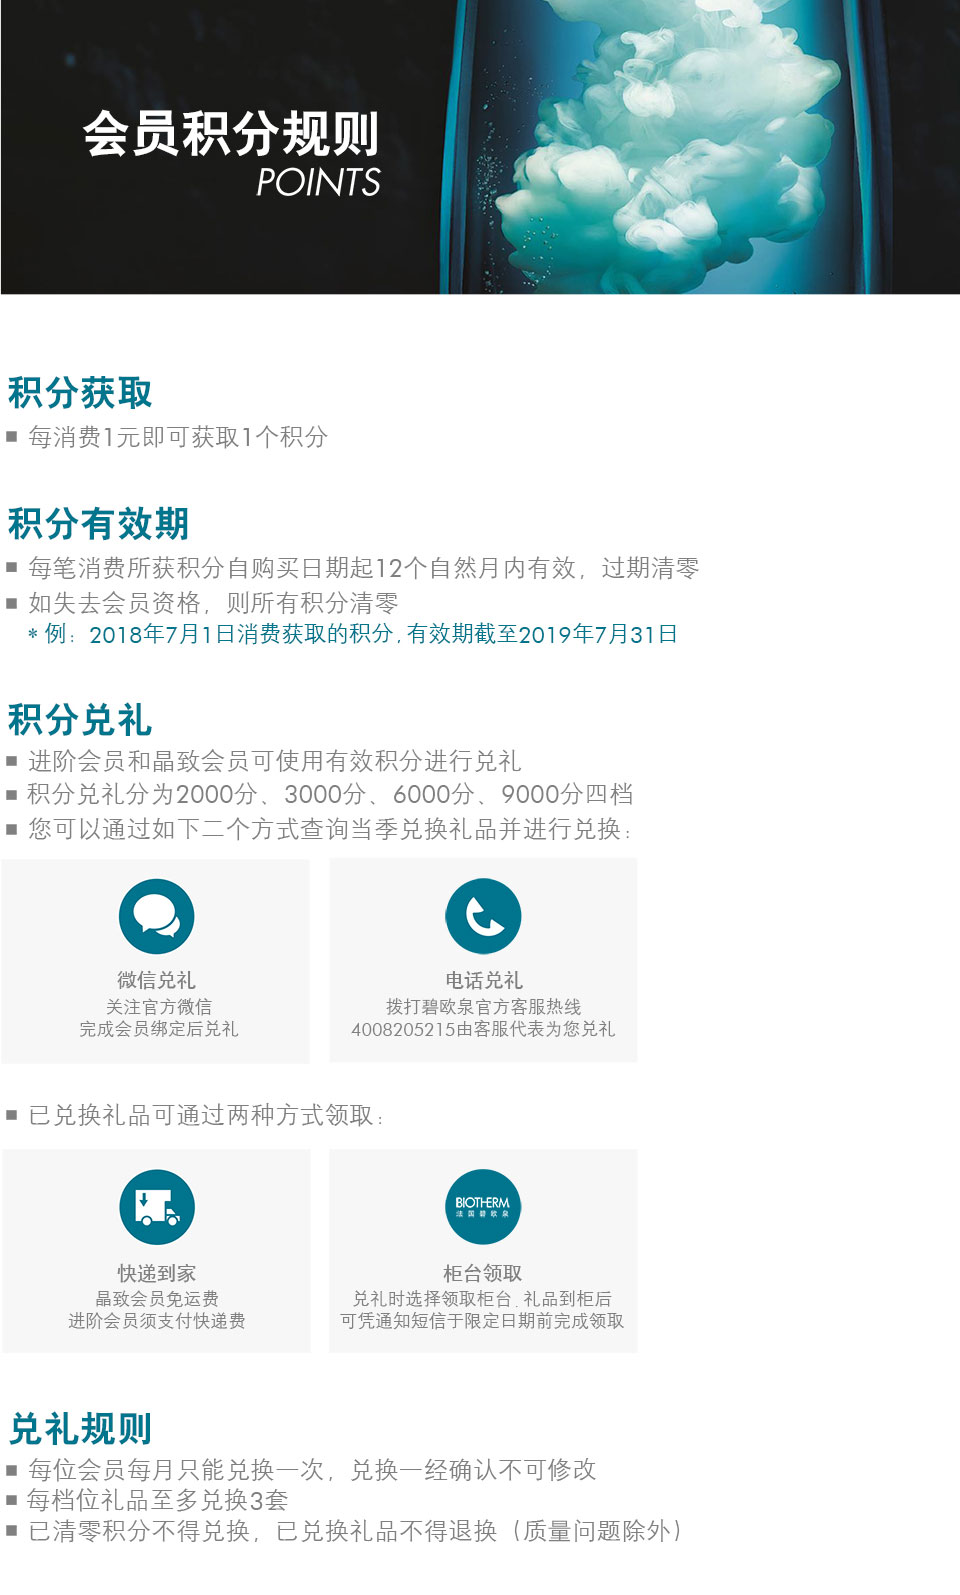 会员积分规则
POINTS
积分获取
■ 每消费1元即可获取1个积分
积分有效期
■ 每笔消费所获积分自购买日期起12个自然月内有效，过期清零
■ 如失去会员资格，则所有积分清零
* 例：2018年7月1日消费获取的积分,有效期截至2019年7月31日
积分兑礼
■ 进阶会员和晶致会员可使用有效积分进行兑礼
■ 积分兑礼分为2000分、3000分、6000分、9000分四档
■ 您可以通过如下二个方式查询当季兑换礼品并进行兑换：
微信兑礼
关注官方微信
完成会员绑定后兑礼
电话兑礼
拨打碧欧泉官方客服热线
4008205215由客服代表为您兑礼
■ 已兑换礼品可通过两种方式领取：
快递到家
晶致会员免运费
进阶会员须支付快递费
BIOTHERM
法国碧欧泉
柜台领取
兑礼时选择领取柜台.礼品到柜后
可凭通知短信于限定日期前完成领取
兑礼规则
■ 每位会员每月只能兑换一次，兑换一经确认不可修改
■ 每档位礼品至多兑换3套
■ 已清零积分不得兑换，已兑换礼品不得退换（质量问题除外）